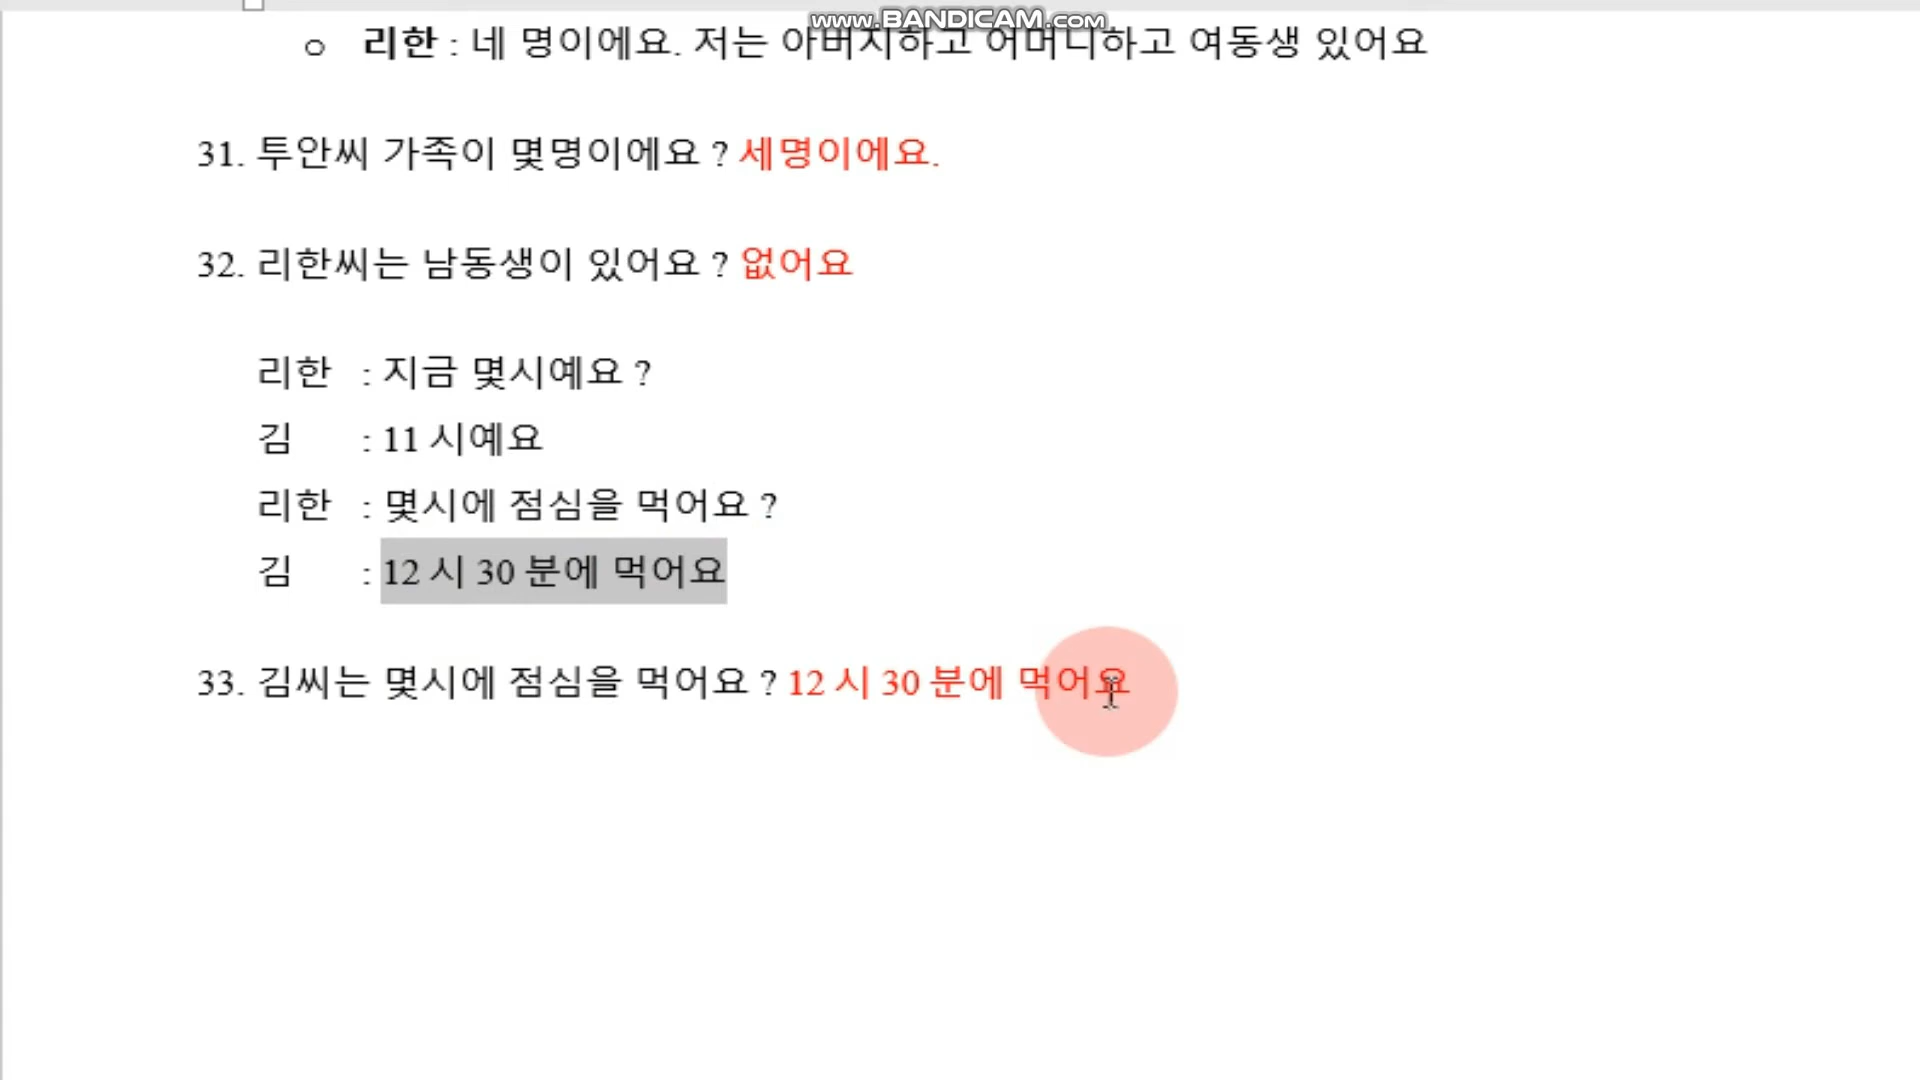 www.BANDICAM.com
○ 리한 : 네 명이에요. 저는 아버지하고 어머니하고 여동생 있어요
31. 투안씨 가족이 몇명이에요 ? 세명이에요.
32. 리한씨는 남동생이 있어요 ? 없어요
리한 : 지금 몇시예요 ?
김 : 11 시예요
리한 : 몇시에 점심을 먹어요 ?
김 : 12 시 30 분에 먹어요
33. 김씨는 몇시에 점심을 먹어요 ? 12 시 30 분에 먹어요